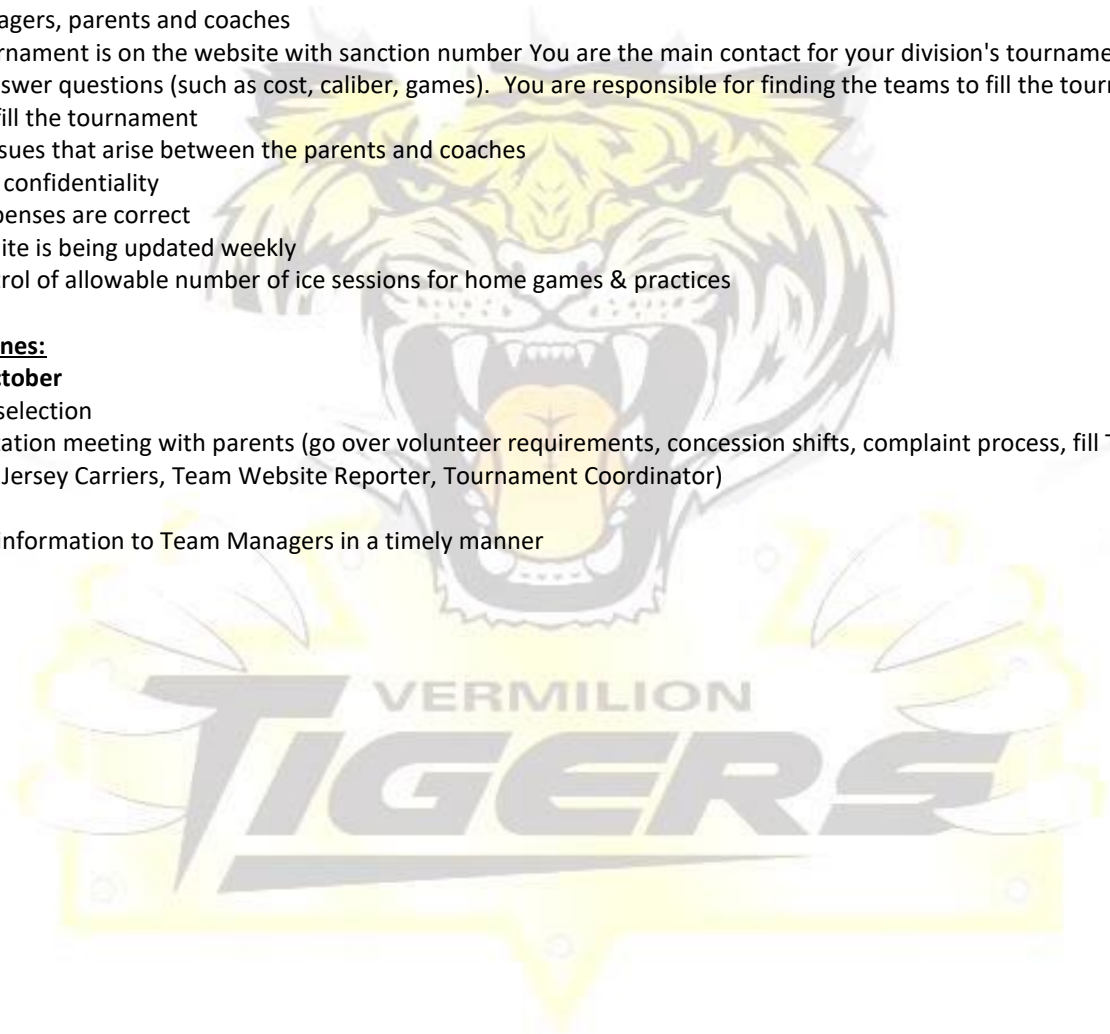 agers, parents and coaches
rnament is on the website with sanction number You are the main contact for your division's tourname
swer questions (such as cost, caliber, games).  You are responsible for finding the teams to fill the tour
fill the tournament
sues that arise between the parents and coaches
confidentiality
penses are correct
ite is being updated weekly
rol of allowable number of ice sessions for home games & practices
nes:
ctober
selection
ation meeting with parents (go over volunteer requirements, concession shifts, complaint process, fill T
Jersey Carriers, Team Website Reporter, Tournament Coordinator)
information to Team Managers in a timely manner
VERMILION
TIGERS